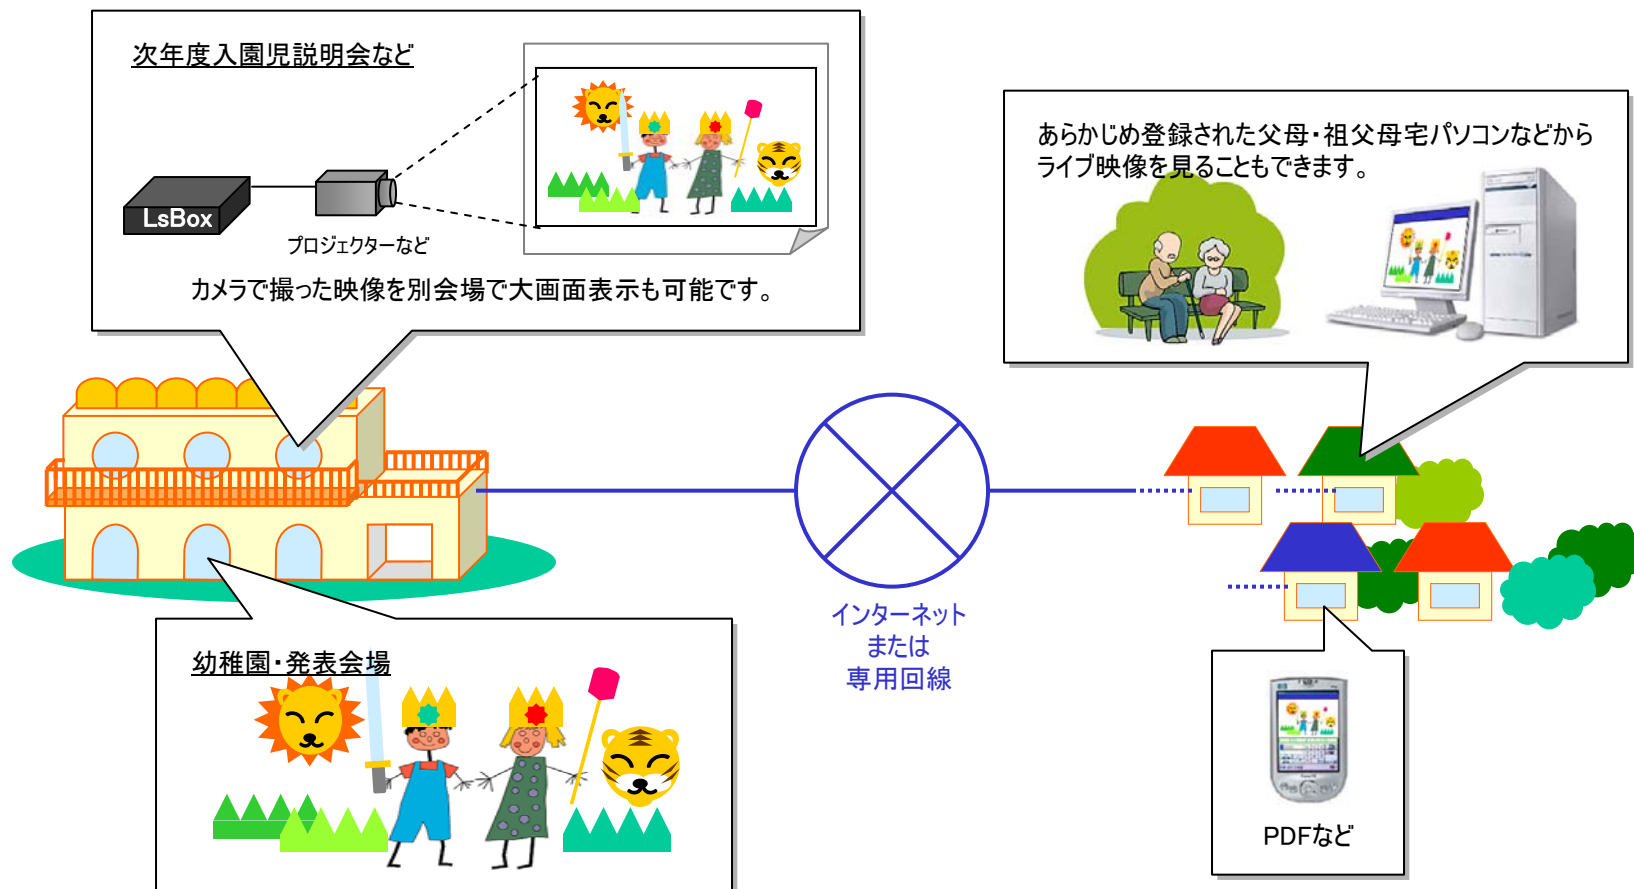 次年度入園児説明会など
LsBox
プロジェクターなど
カメラで撮った映像を別会場で大画面表示も可能です。
あらかじめ登録された父母・祖父母宅パソコンなどから
ライブ映像を見ることもできます。
インターネット
または
専用回線
幼稚園・発表会場
PDFなど